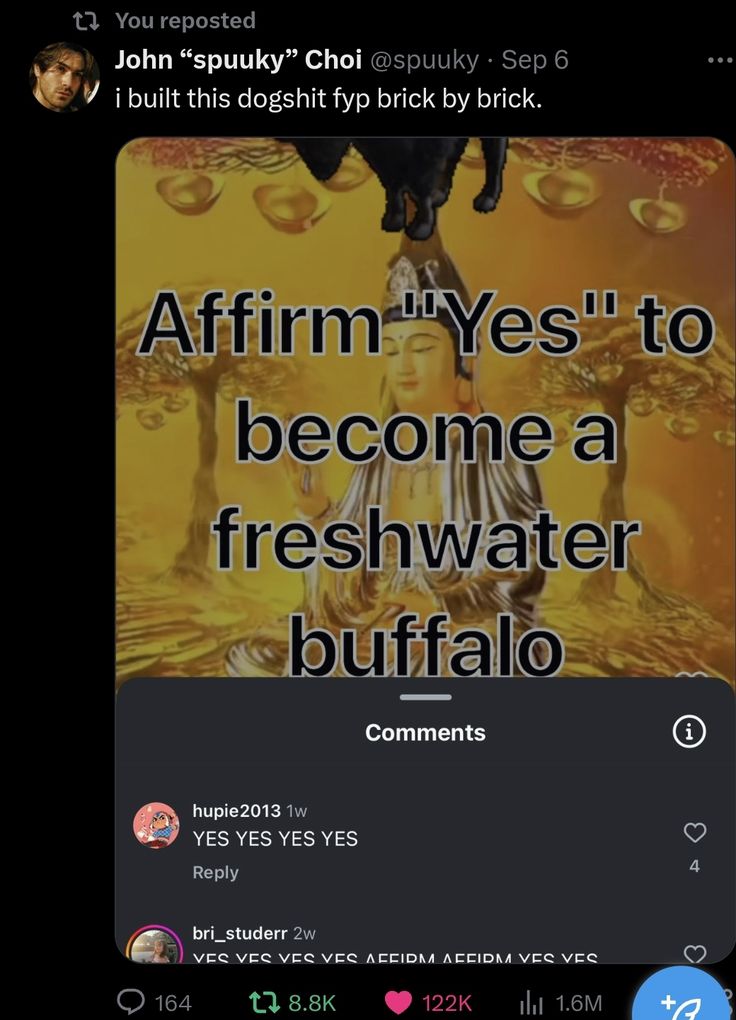 You reposted
John “spuuky” Choi @spuuky · Sep 6
i built this dogshit fyp brick by brick.
Affirm "Yes" to
become a
freshwater
buffalo
Comments
hupie2013 1w
YES YES YES YES
Reply
4
bri_studerr 2w
YES YES YES YES AFFIRM AFFIRM YES YES
164 8.8K 122K 1.6M